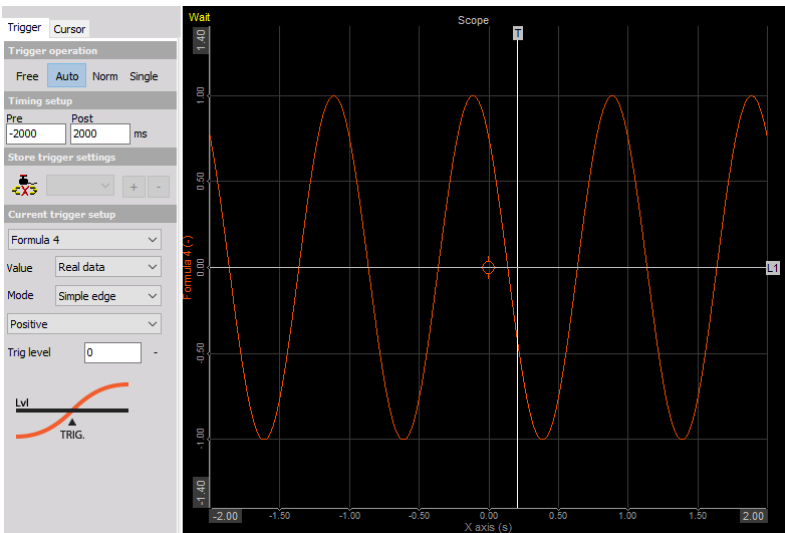 Trigger Cursor
Trigger operation
Free Auto Norm Single
Timing setup
Pre Post
-2000 2000 ms
Store trigger settings
+ -
Current trigger setup
Formula 4
Value Real data
Mode Simple edge
Positive
Trig level 0 -
Lvl
TRIG.
Wait
Scope
T
1.40
1.00
0.50
0.00
-0.50
-1.00
-1.40
Formula 4 (-)
L1
-2.00 -1.50 -1.00 -0.50 0.00 0.50 1.00 1.50 2.00
X axis (s)